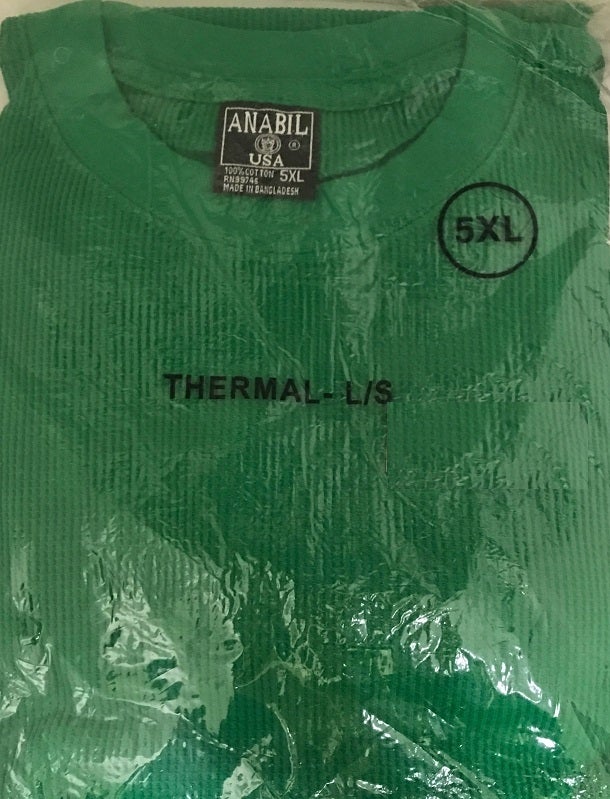 ANABIL
®
USA
100% COTTON 5XL
RN99746
MADE IN BANGLADESH
5XL
THERMAL- L/S